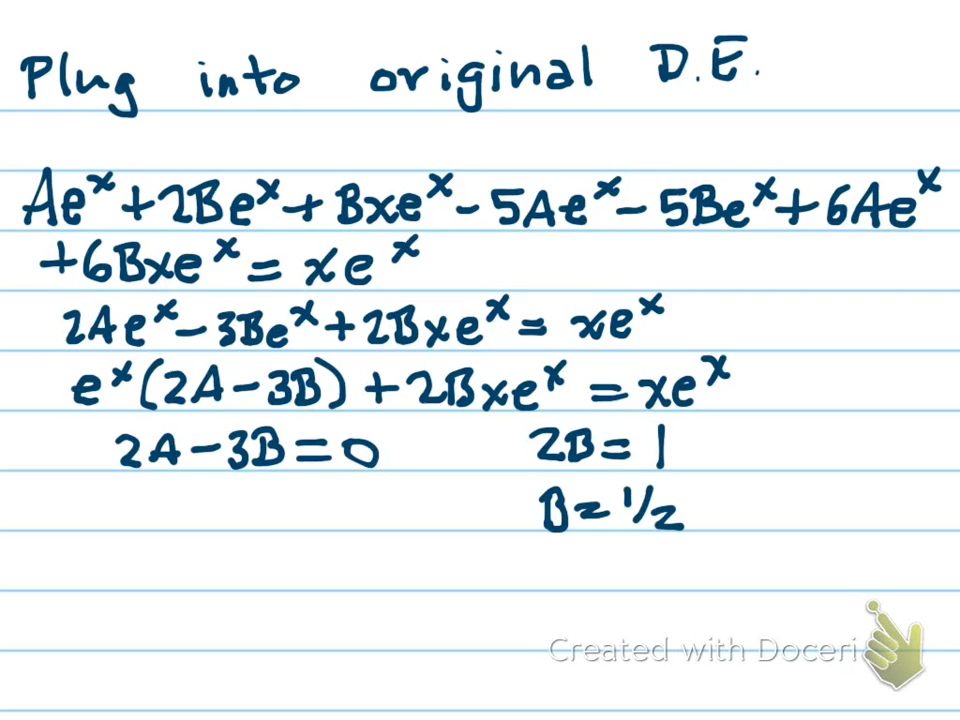 Plug into original D.E.
Ae^x + 2Be^x + Bxe^x - 5Ae^x - 5Be^x + 6Ae^x
+ 6Bxe^x = xe^x
2Ae^x - 3Be^x + 2Bxe^x = xe^x
e^x (2A - 3B) + 2Bxe^x = xe^x
2A - 3B = 0 2B = 1
B = 1/2
Created with Doceri